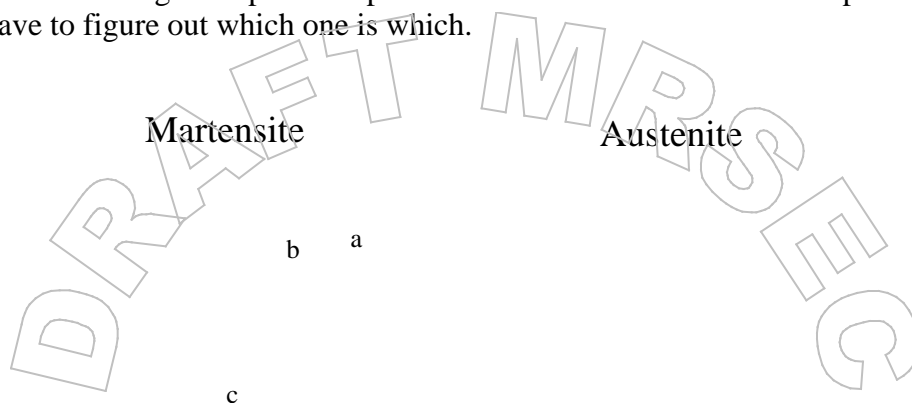 ave to figure out which one is which.
DRAFT MRSEC
Martensite Austenite
b a
c